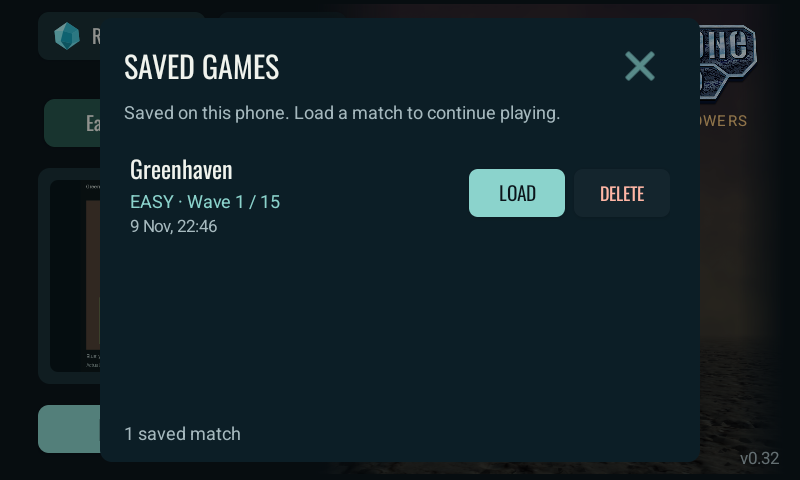 SAVED GAMES
Saved on this phone. Load a match to continue playing.
Greenhaven
EASY · Wave 1 / 15
9 Nov, 22:46
LOAD
DELETE
1 saved match
v0.32